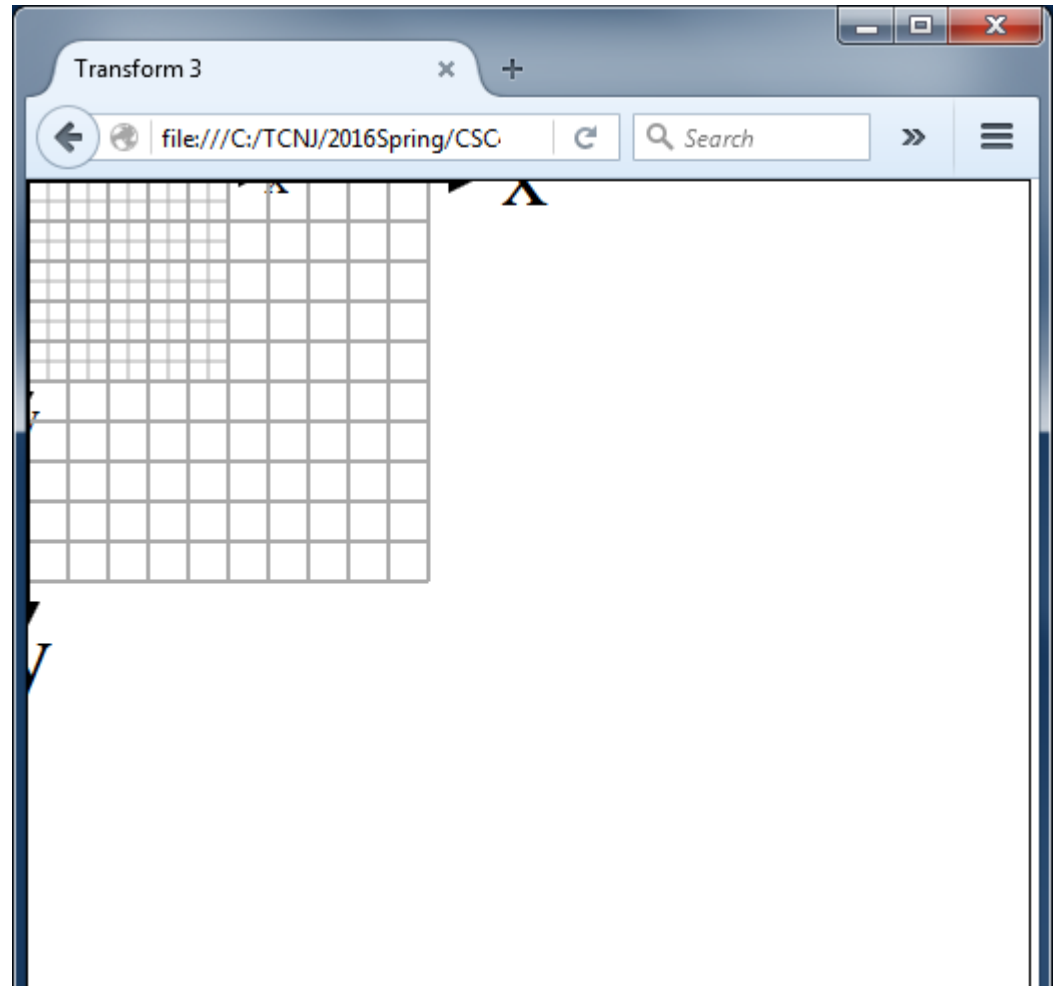 Transform 3
file:///C:/TCNJ/2016Spring/CSC
Search
x x
y
y